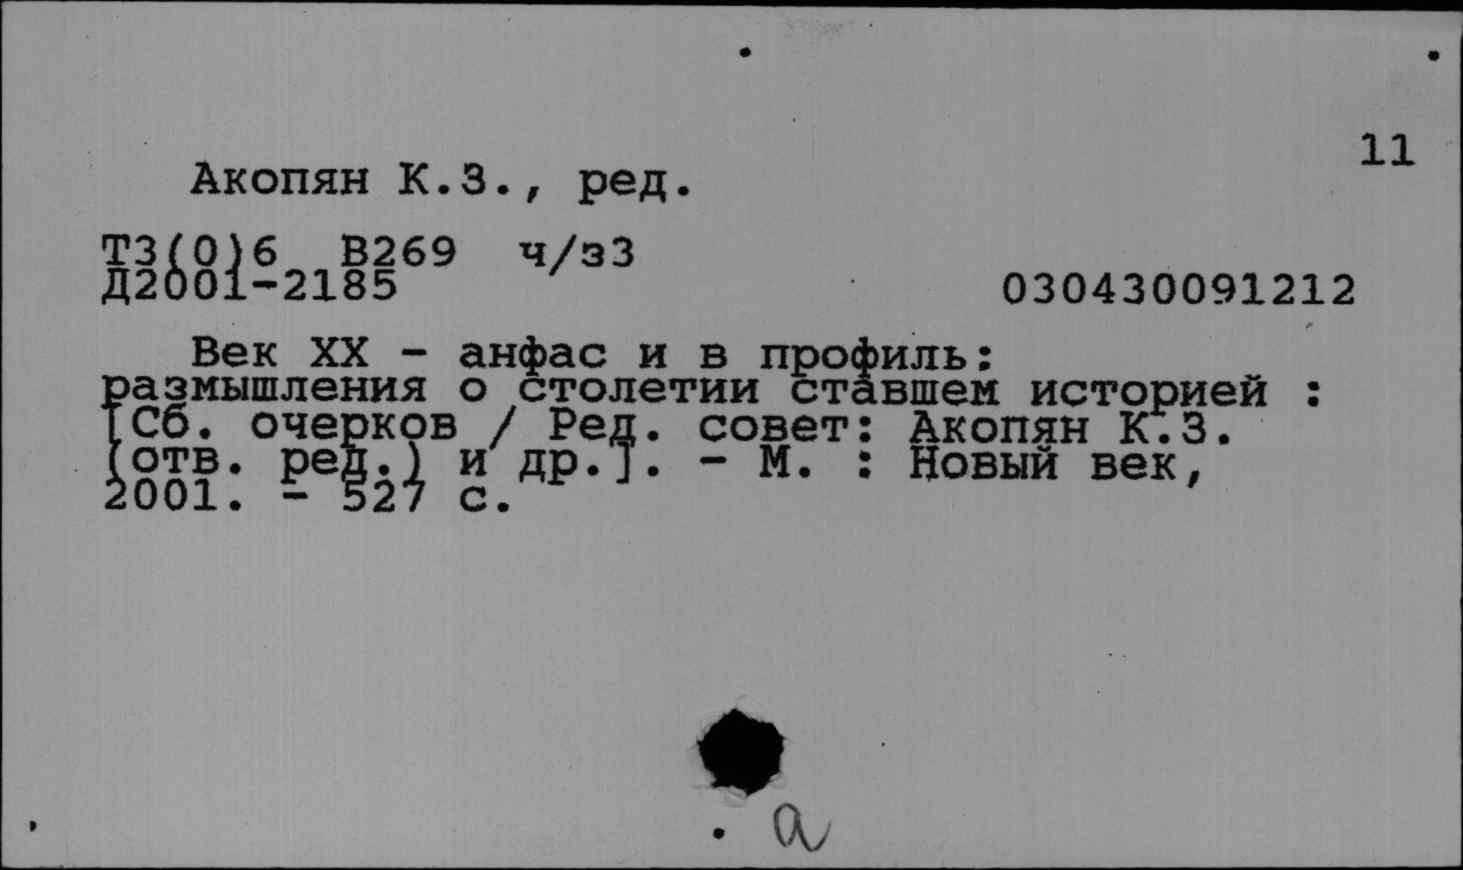 11
Акопян К.З., ред.
Т3(0)6 В269 ч/з3
Д2001-2185 030430091212
Век XX - анфас и в профиль:
размышления о столетии ставшем историей :
[Сб. очерков / Ред. совет: Акопян К.З.
(отв. ред.) и др.]. - М. : Новый век,
2001. - 527 с.
а